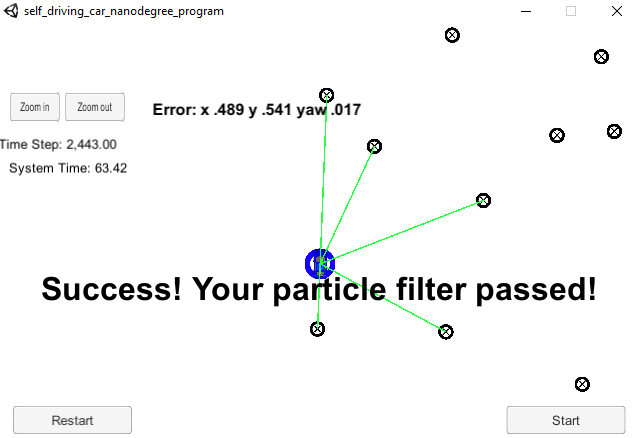 self_driving_car_nanodegree_program
Zoom in Zoom out
Error: x .489 y .541 yaw .017
Time Step: 2,443.00
System Time: 63.42
Success! Your particle filter passed!
Restart
Start